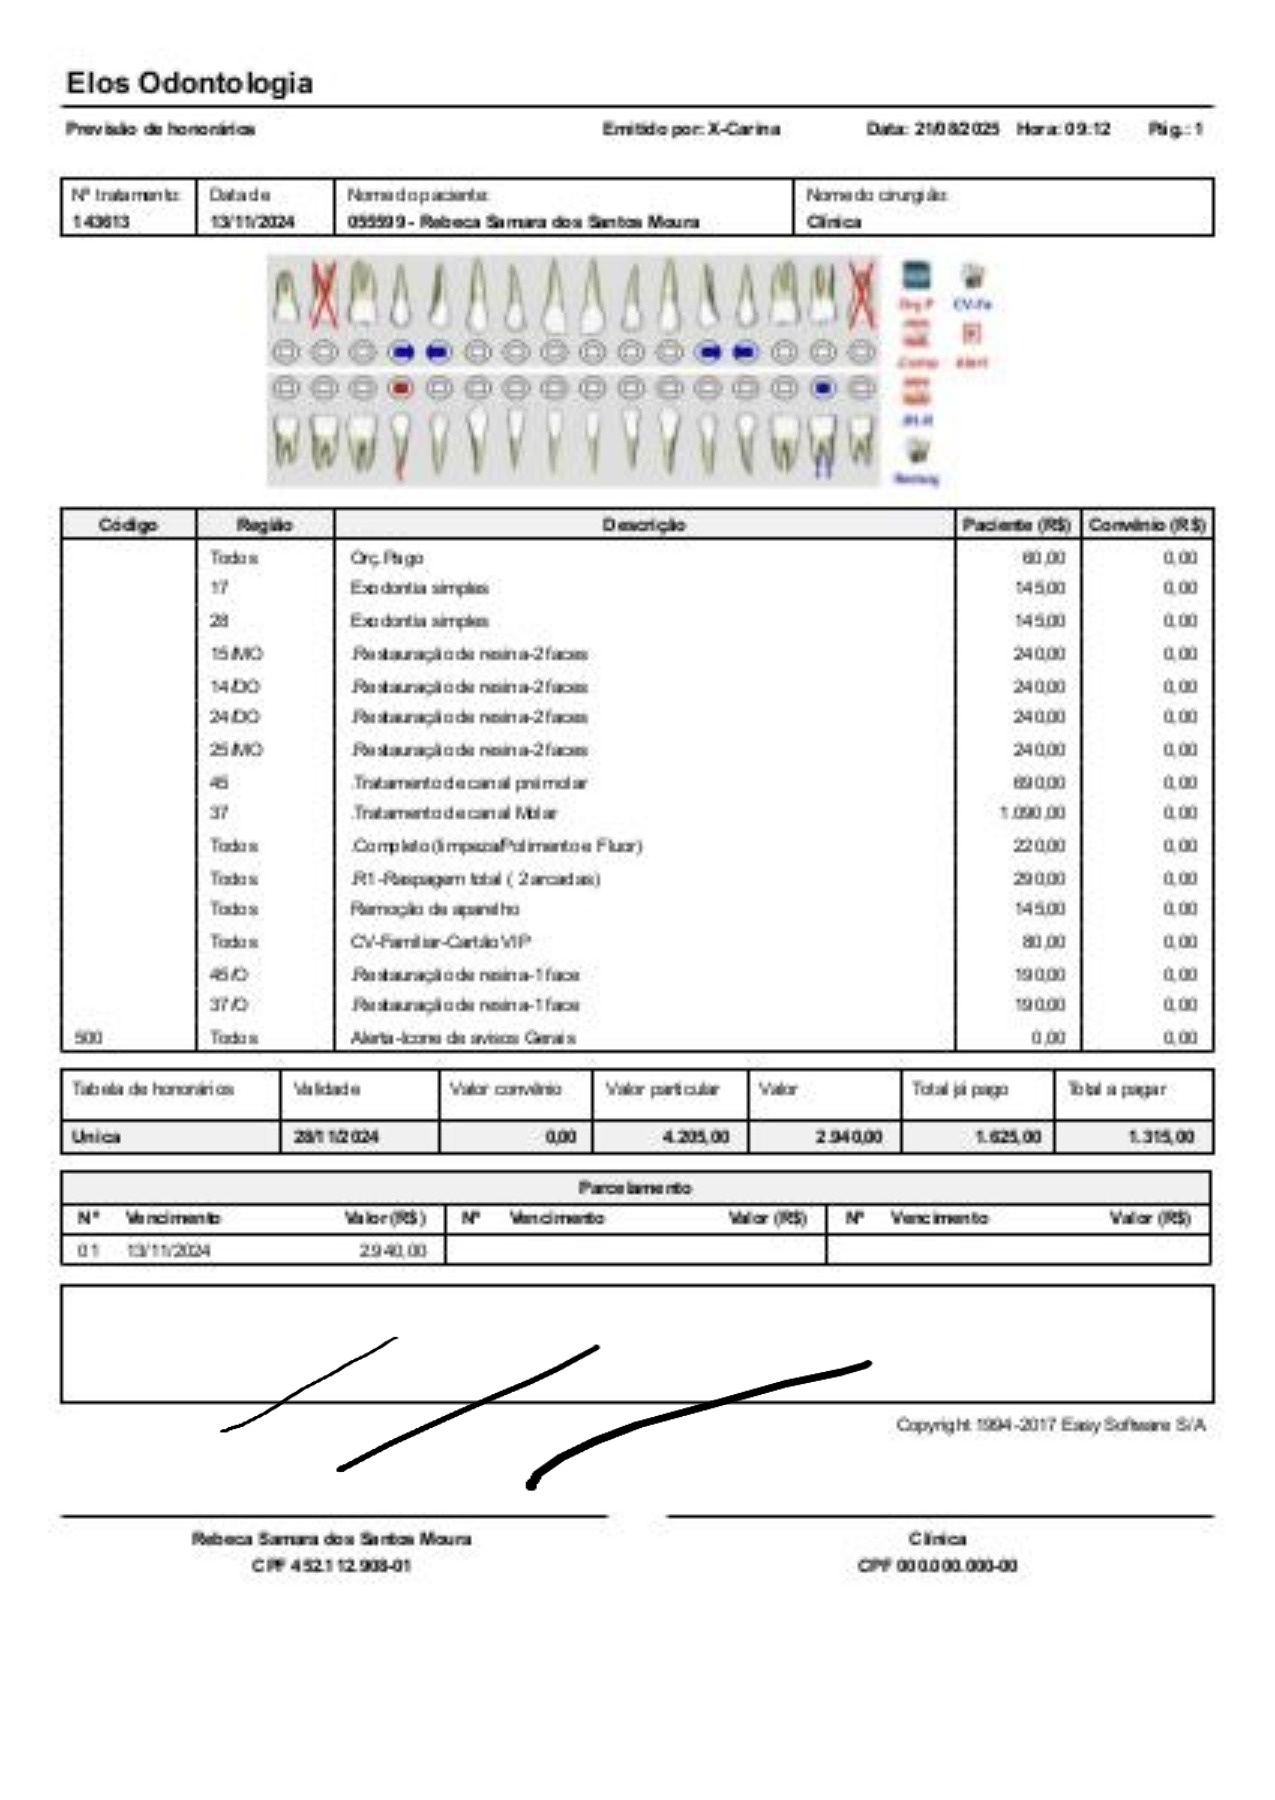 Elos Odontologia
Previsão de honorários Emitido por: X-Carina Data: 21/08/2025 Hora: 09:12 Pág.: 1
Nº tratamento: Data de Nome do paciente: Nome do cirurgião:
143613 13/11/2024 055599 - Rebeca Samara dos Santos Moura Clínica
Orç.P CV-Fa
Comp Alert
.R1-R
Remoç
Código Região Descrição Paciente (R$) Convênio (R$)
Todos Orç.Pago 60,00 0,00
17 Exodontia simples 145,00 0,00
28 Exodontia simples 145,00 0,00
15/MO .Restauração de resina-2 faces 240,00 0,00
14/DO .Restauração de resina-2 faces 240,00 0,00
24/DO .Restauração de resina-2 faces 240,00 0,00
25/MO .Restauração de resina-2 faces 240,00 0,00
45 .Tratamento de canal prémolar 690,00 0,00
37 .Tratamento de canal Molar 1.090,00 0,00
Todos .Completo(limpeza/Polimento e Fluor) 220,00 0,00
Todos .R1-Raspagem total ( 2 arcadas) 290,00 0,00
Todos Remoção de aparelho 145,00 0,00
Todos CV-Familiar-Cartão VIP 80,00 0,00
45/O .Restauração de resina-1 face 190,00 0,00
37/O .Restauração de resina-1 face 190,00 0,00
500 Todos Alerta-Icone de avisos Gerais 0,00 0,00
Tabela de honorários Validade Valor convênio Valor particular Valor Total já pago Total a pagar
Unica 28/11/2024 0,00 4.205,00 2.940,00 1.625,00 1.315,00
Parcelamento
Nº Vencimento Valor (R$) Nº Vencimento Valor (R$) Nº Vencimento Valor (R$)
01 13/11/2024 2.940,00
Copyright 1994-2017 Easy Software S/A
Rebeca Samara dos Santos Moura Clínica
CPF 452.112.908-01 CPF 000.000.000-00